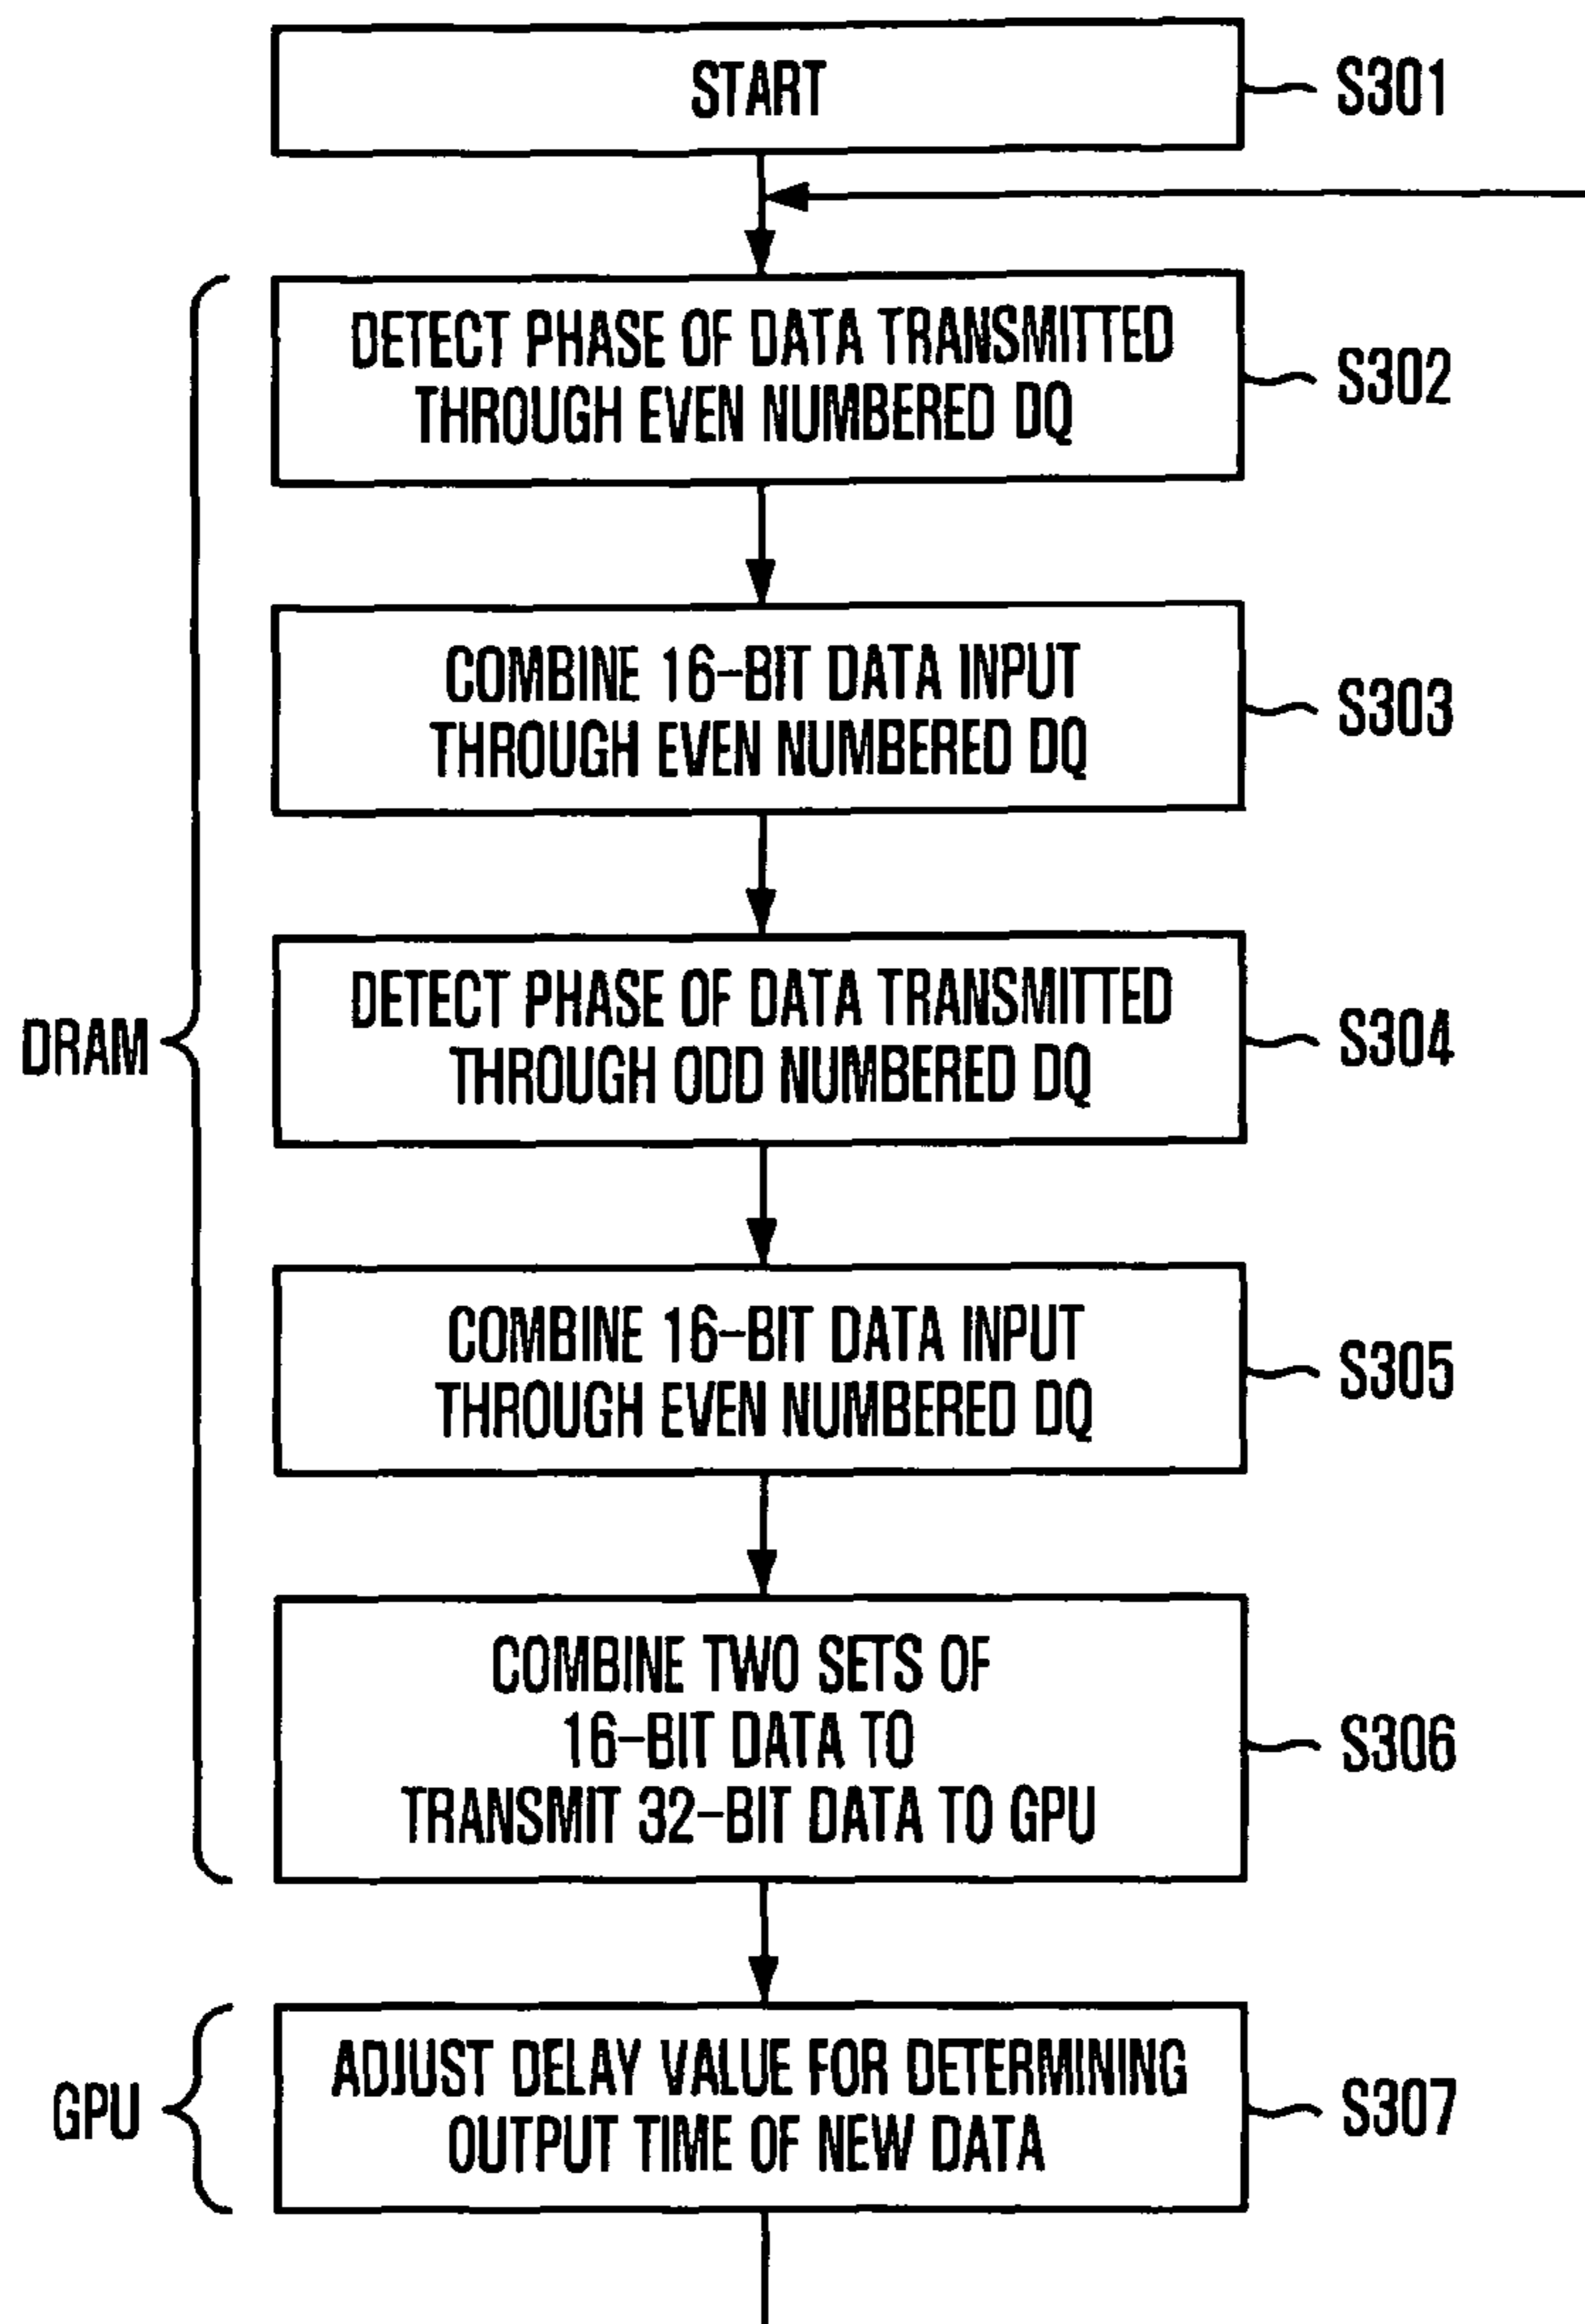 START
S301
DETECT PHASE OF DATA TRANSMITTED
THROUGH EVEN NUMBERED DQ
S302
COMBINE 16-BIT DATA INPUT
THROUGH EVEN NUMBERED DQ
S303
DRAM
DETECT PHASE OF DATA TRANSMITTED
THROUGH ODD NUMBERED DQ
S304
COMBINE 16-BIT DATA INPUT
THROUGH EVEN NUMBERED DQ
S305
COMBINE TWO SETS OF
16-BIT DATA TO
TRANSMIT 32-BIT DATA TO GPU
S306
GPU
ADJUST DELAY VALUE FOR DETERMINING
OUTPUT TIME OF NEW DATA
S307